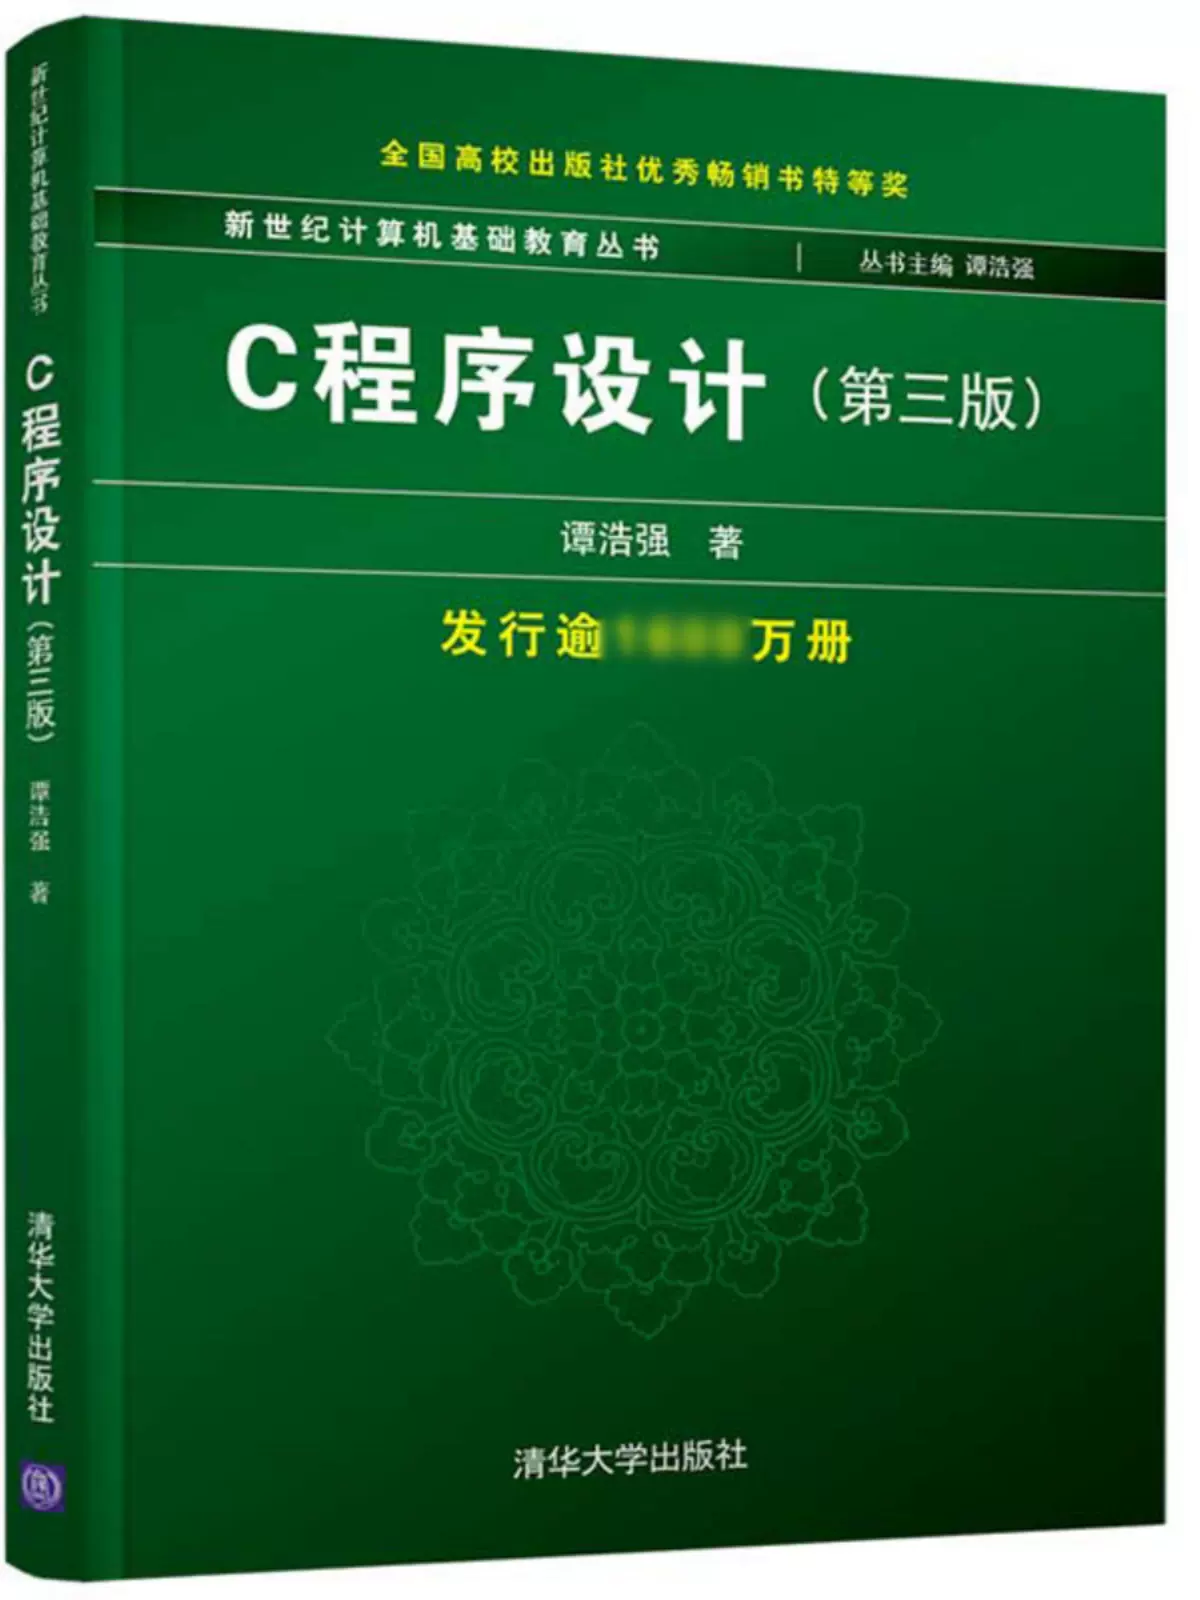 全国高校出版社优秀畅销书特等奖
新世纪计算机基础教育丛书
丛书主编 谭浩强
C程序设计(第三版)
谭浩强 著
发行逾 万册
清华大学出版社
新世纪计算机基础教育丛书
C程序设计(第三版)
谭浩强 著
清华大学出版社